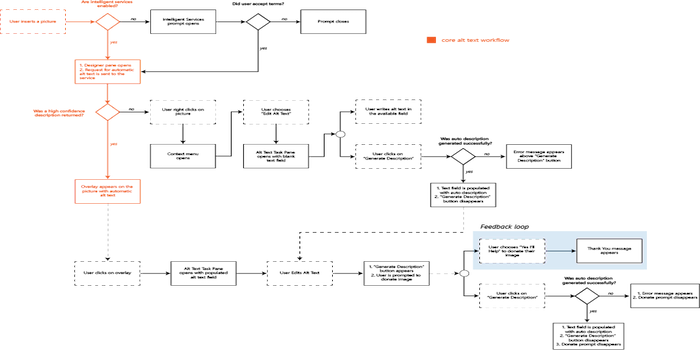 Are Intelligent services
enabled?
Did user accept terms?
User inserts a picture
no
Intelligent Services
prompt opens
no
Prompt closes
yes
yes
core alt text workflow
1. Designer pane opens
2. Request for automatic
alt text is sent to the
service
Was a High confidence
description returned?
no
User right clicks on
picture
User chooses
"Edit Alt Text"
User writes alt text in
the available field
yes
Context menu
opens
Alt Text Task Pane
opens with blank
text field
User clicks on
"Generate Description"
Was auto description
generated successfully?
no
Error message appears
above "Generate
Description" button
yes
Overlay appears on the
picture with automatic
alt text
1. Text field is populated
with auto description
2. "Generate Description"
button disappears
Feedback loop
User chooses "Yes I'll
Help" to donate their
image
Thank You message
appears
User clicks on overlay
Alt Text Task Pane
opens with populated
alt text field
User Edits Alt Text
1. "Generate Description"
button appears
2. User is prompted to
donate image
Was auto description
generated successfully?
User clicks on
"Generate Description"
no
1. Error message appears
2. Donate prompt disappears
yes
1. Text field is populated
with auto description
2. "Generate Description"
button disappears
3. Donate prompt disappears